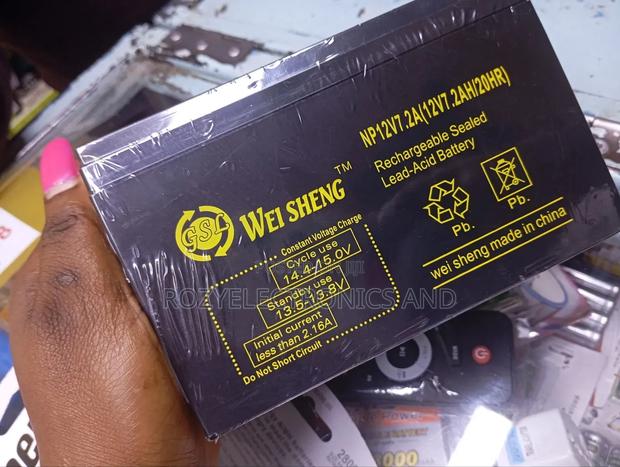 NP12V7.2A(12V7.2AH/20HR)
Rechargeable Sealed
Lead-Acid Battery
GSL
WEI SHENG™
Pb.
Pb.
wei sheng made in china
Constant Voltage Charge
Cycle use
14.4-15.0V
Standby use
13.5-13.8V
Initial current
less than 2.16A
Do Not Short Circuit
ROZYELECTRONICS AND